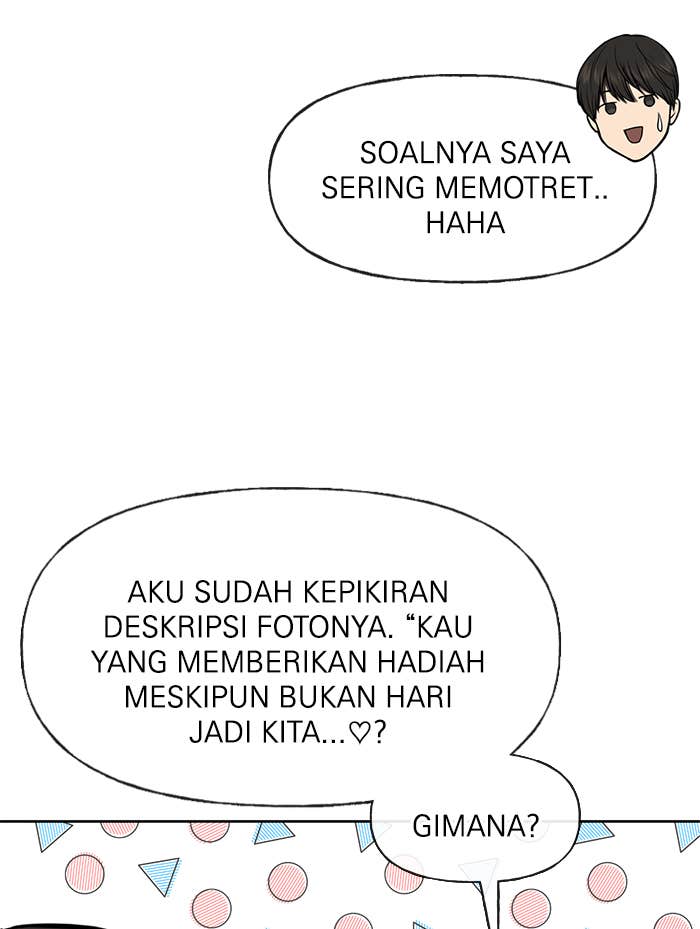 SOALNYA SAYA
SERING MEMOTRET..
HAHA
AKU SUDAH KEPIKIRAN
DESKRIPSI FOTONYA. “KAU
YANG MEMBERIKAN HADIAH
MESKIPUN BUKAN HARI
JADI KITA...♡?
GIMANA?